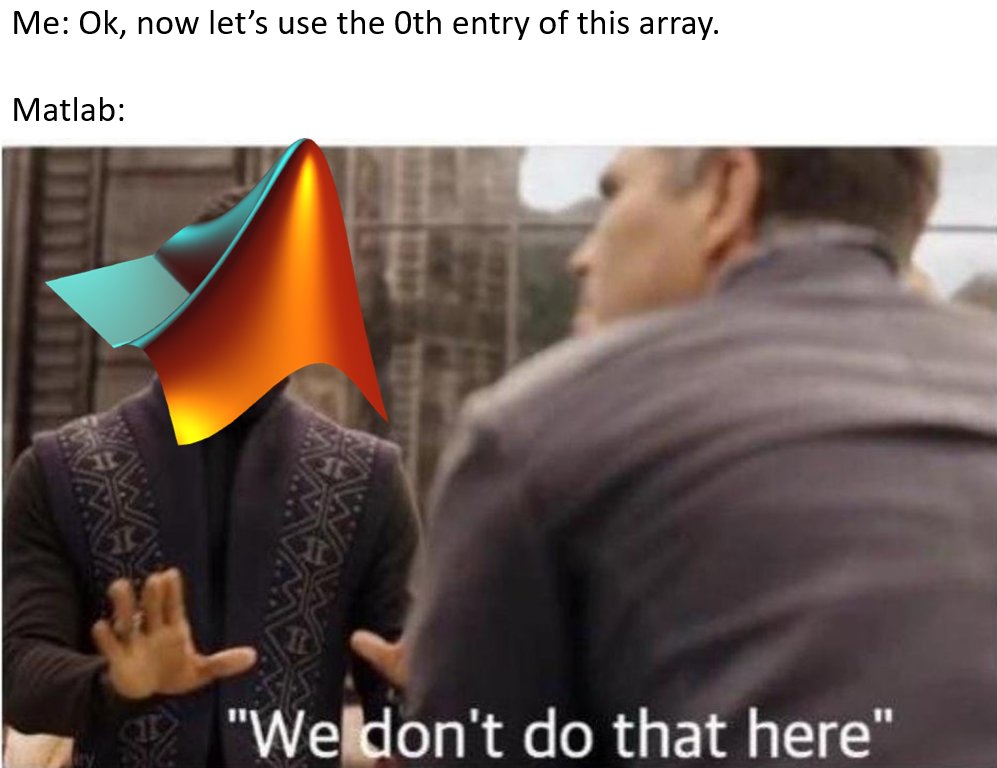 Me: Ok, now let’s use the 0th entry of this array.
Matlab:
"We don't do that here"